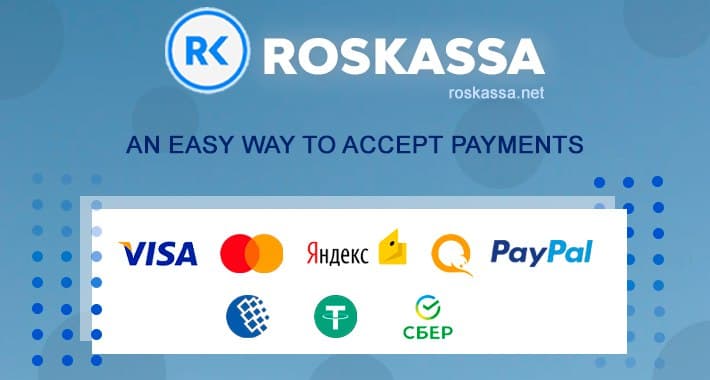 RK ROSKASSA
roskassa.net
AN EASY WAY TO ACCEPT PAYMENTS
VISA Яндекс PayPal
СБЕР